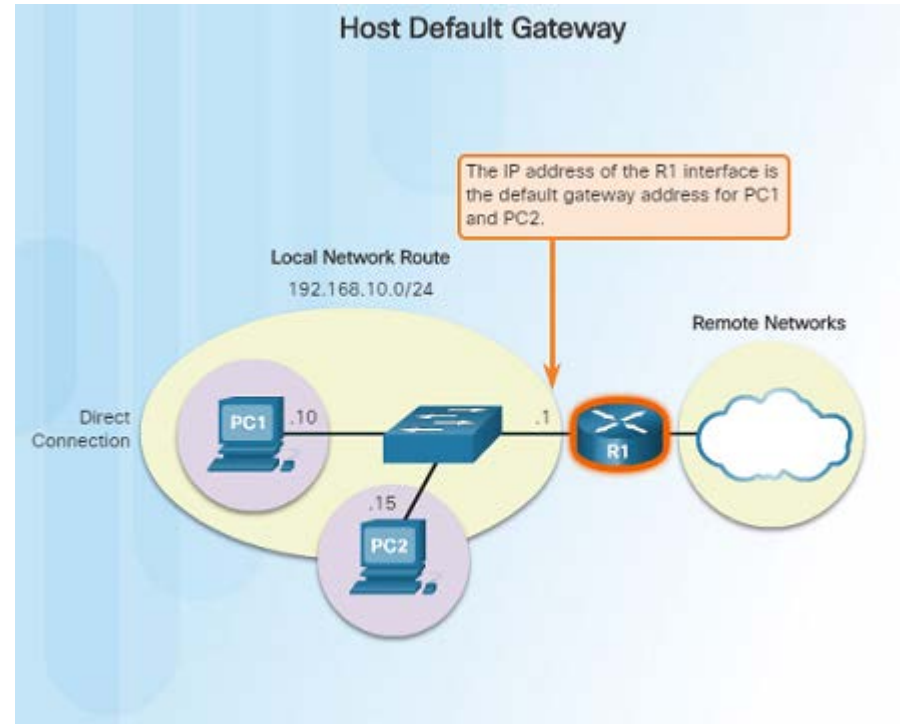 Host Default Gateway
The IP address of the R1 interface is
the default gateway address for PC1
and PC2.
Local Network Route
192.168.10.0/24
Remote Networks
Direct
Connection
PC1
.10
.1
R1
.15
PC2